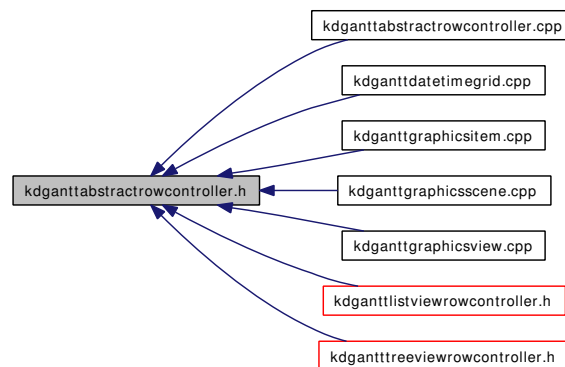 kdganttabstractrowcontroller.cpp
kdganttdatetimegrid.cpp
kdganttgraphicsitem.cpp
kdganttabstractrowcontroller.h
kdganttgraphicsscene.cpp
kdganttgraphicsview.cpp
kdganttlistviewrowcontroller.h
kdgantttreeviewrowcontroller.h